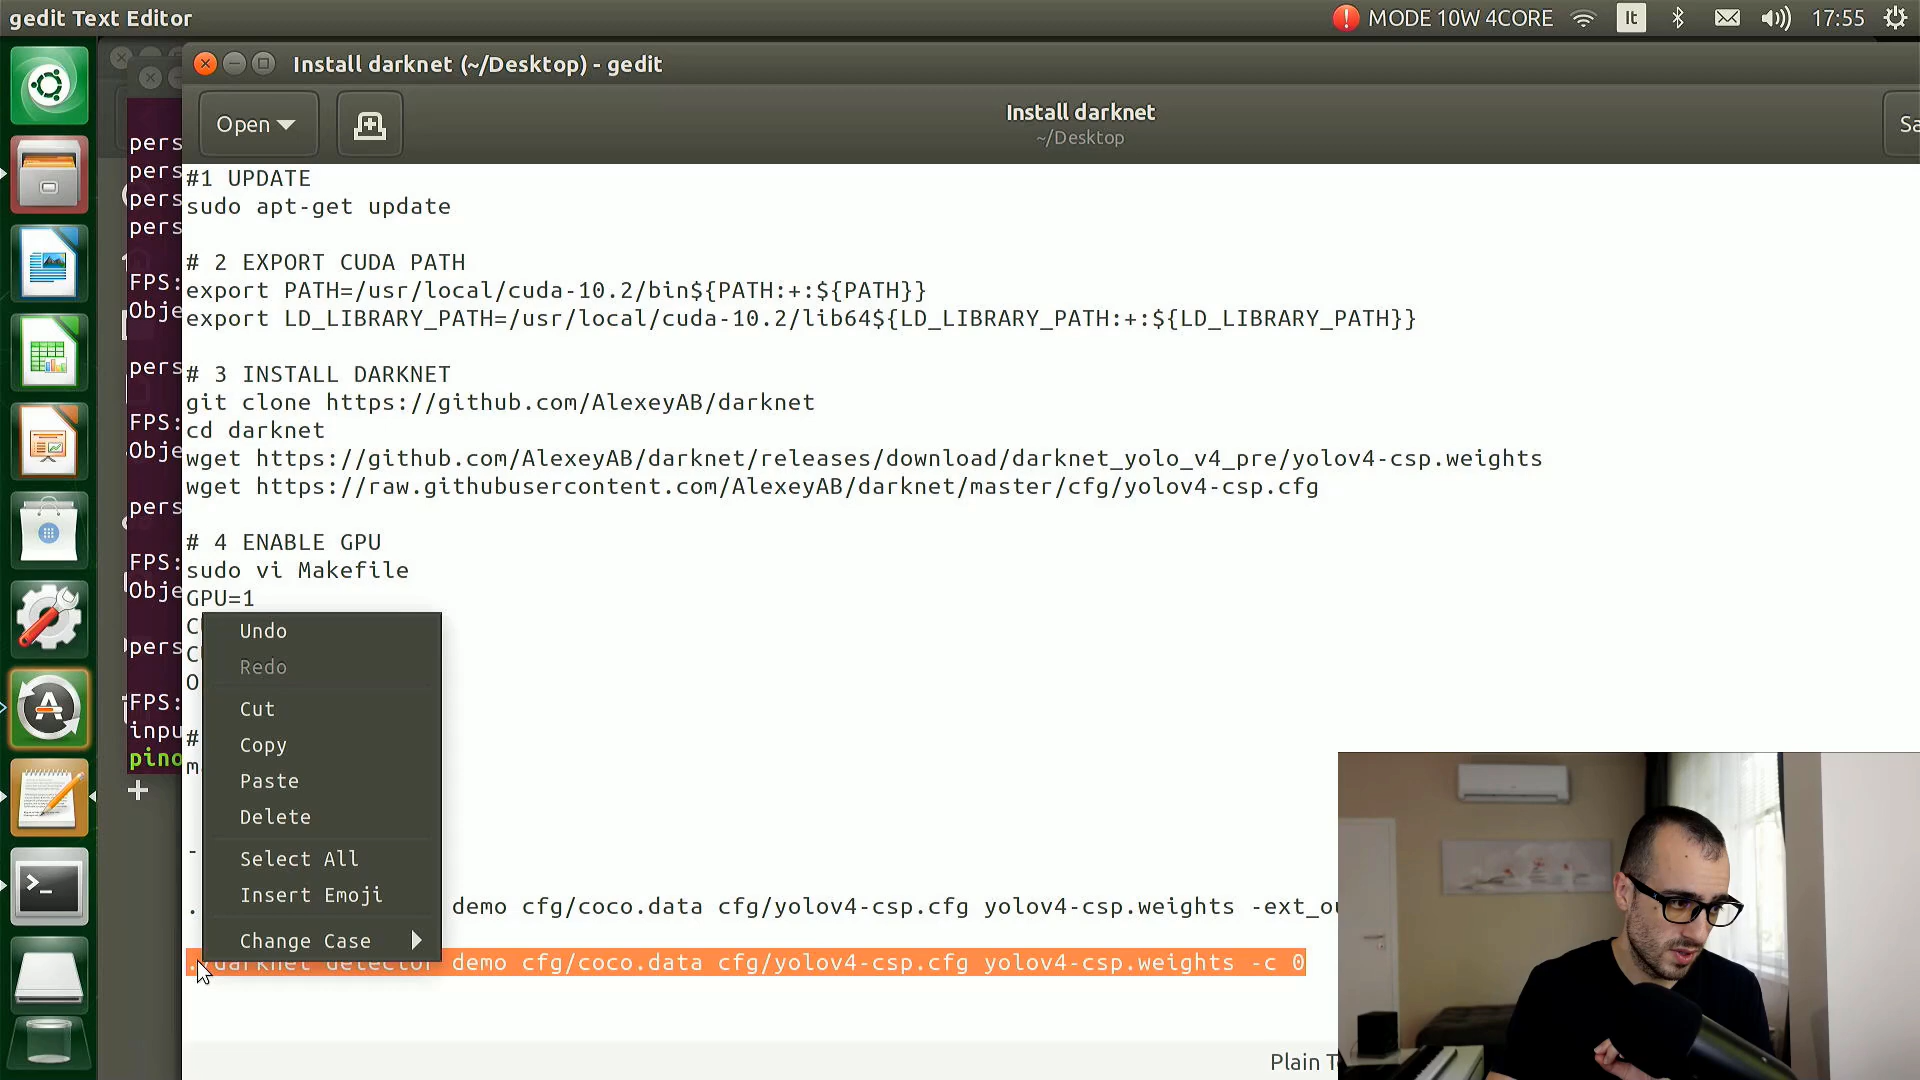 gedit Text Editor
MODE 10W 4CORE
It
17:55
Install darknet (~/Desktop) - gedit
Open
Install darknet
~/Desktop
#1 UPDATE
sudo apt-get update
# 2 EXPORT CUDA PATH
export PATH=/usr/local/cuda-10.2/bin${PATH:+:${PATH}}
export LD_LIBRARY_PATH=/usr/local/cuda-10.2/lib64${LD_LIBRARY_PATH:+:${LD_LIBRARY_PATH}}
# 3 INSTALL DARKNET
git clone https://github.com/AlexeyAB/darknet
cd darknet
wget https://github.com/AlexeyAB/darknet/releases/download/darknet_yolo_v4_pre/yolov4-csp.weights
wget https://raw.githubusercontent.com/AlexeyAB/darknet/master/cfg/yolov4-csp.cfg
# 4 ENABLE GPU
sudo vi Makefile
GPU=1
#
Undo
Redo
Cut
Copy
Paste
Delete
Select All
Insert Emoji
Change Case
demo cfg/coco.data cfg/yolov4-csp.cfg yolov4-csp.weights
./darknet detector demo cfg/coco.data cfg/yolov4-csp.cfg yolov4-csp.weights -c 0
Plain
pers
pers
pers
pers
FPS:
Obje
pers
FPS:
Obje
pers
FPS:
Obje
pers
FPS:
inpu
pino